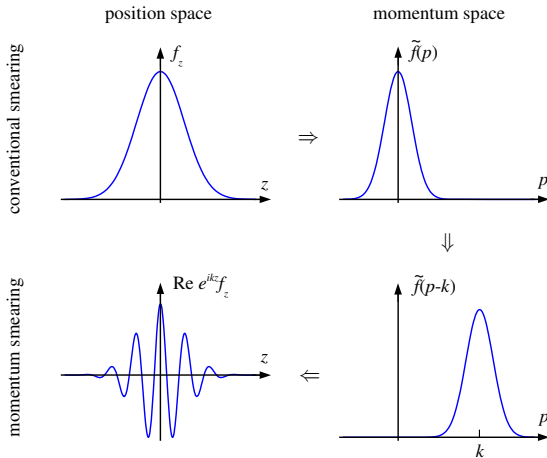 position space
momentum space
conventional smearing
f_z
f̃(p)
z
⇒
p
⇓
momentum smearing
Re e^{ikz}f_z
f̃(p-k)
z
⇐
p
k